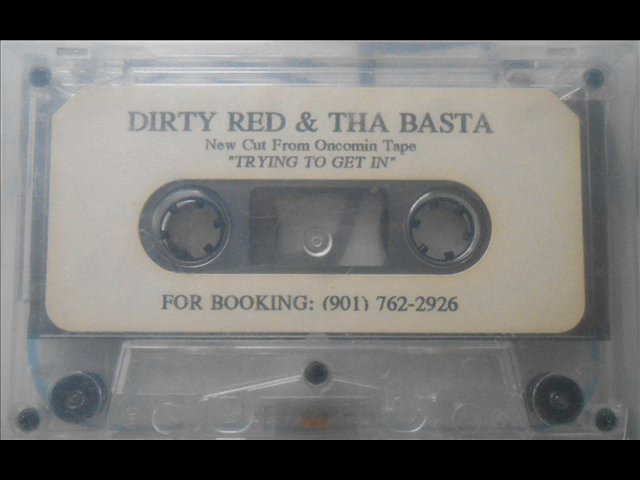 DIRTY RED & THA BASTA
New Cut From Oncomin Tape
"TRYING TO GET IN"
FOR BOOKING: (901) 762-2926